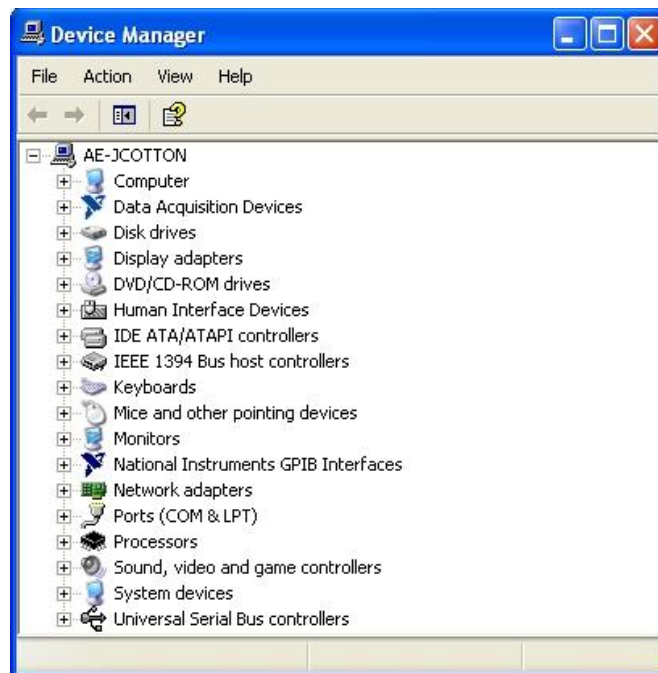 Device Manager
File Action View Help
AE-JCOTTON
Computer
Data Acquisition Devices
Disk drives
Display adapters
DVD/CD-ROM drives
Human Interface Devices
IDE ATA/ATAPI controllers
IEEE 1394 Bus host controllers
Keyboards
Mice and other pointing devices
Monitors
National Instruments GPIB Interfaces
Network adapters
Ports (COM & LPT)
Processors
Sound, video and game controllers
System devices
Universal Serial Bus controllers